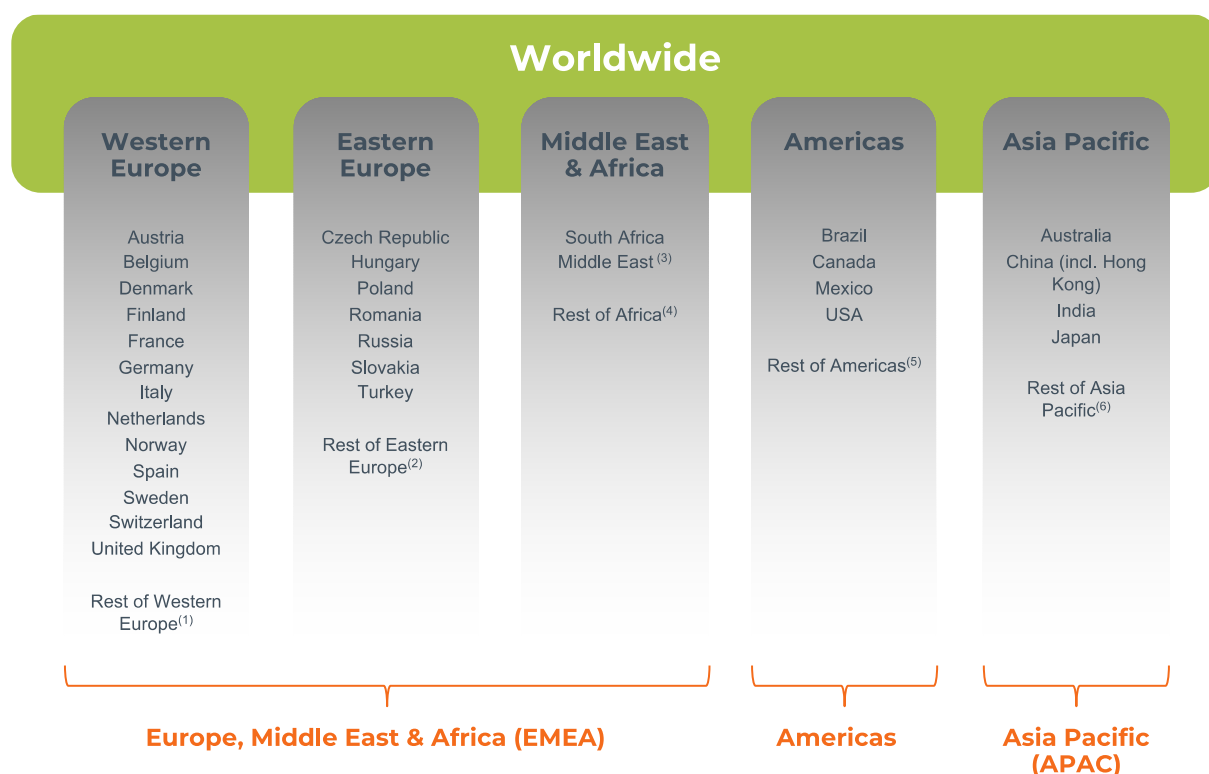 Worldwide
Western
Europe
Austria
Belgium
Denmark
Finland
France
Germany
Italy
Netherlands
Norway
Spain
Sweden
Switzerland
United Kingdom
Rest of Western
Europe(1)
Eastern
Europe
Czech Republic
Hungary
Poland
Romania
Russia
Slovakia
Turkey
Rest of Eastern
Europe(2)
Middle East
& Africa
South Africa
Middle East (3)
Rest of Africa(4)
Americas
Brazil
Canada
Mexico
USA
Rest of Americas(5)
Asia Pacific
Australia
China (incl. Hong
Kong)
India
Japan
Rest of Asia
Pacific(6)
Europe, Middle East & Africa (EMEA)
Americas
Asia Pacific
(APAC)